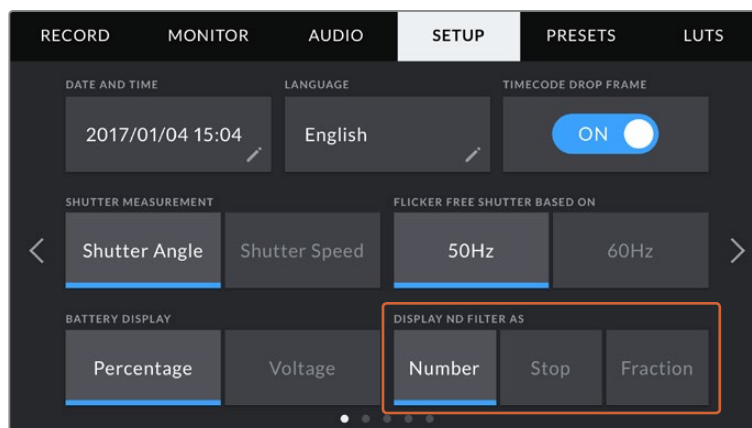 RECORD MONITOR AUDIO SETUP PRESETS LUTS
DATE AND TIME LANGUAGE TIMECODE DROP FRAME
2017/01/04 15:04 English ON
SHUTTER MEASUREMENT FLICKER FREE SHUTTER BASED ON
Shutter Angle Shutter Speed 50Hz 60Hz
BATTERY DISPLAY DISPLAY ND FILTER AS
Percentage Voltage Number Stop Fraction